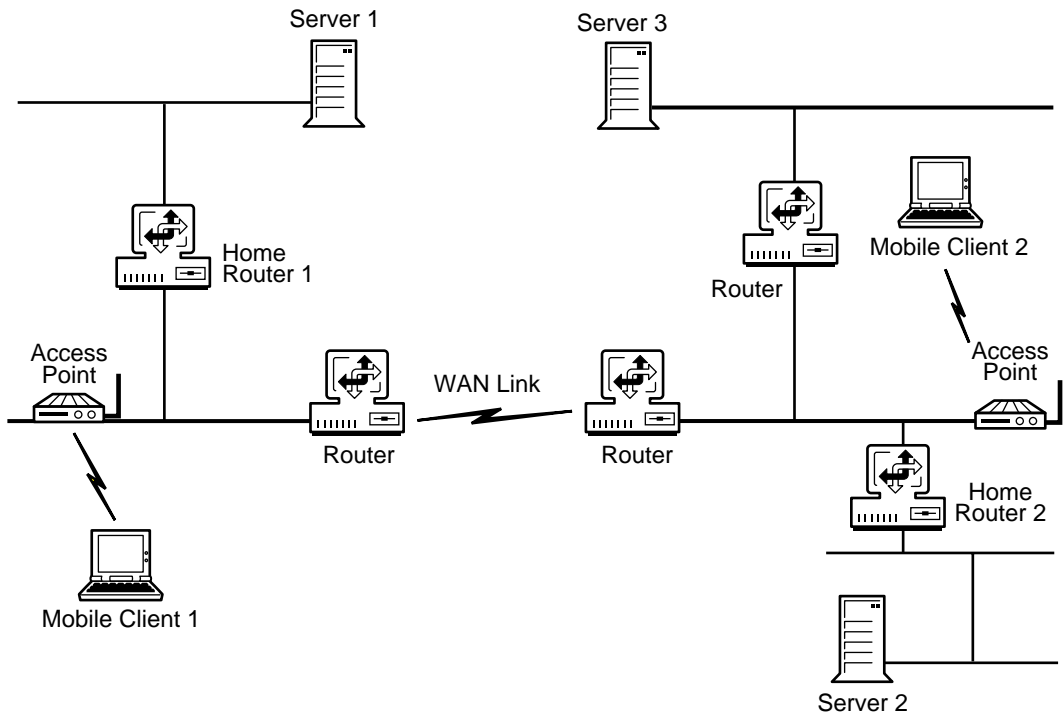 Server 1
Server 3
Home
Router 1
Mobile Client 2
Router
Access
Point
WAN Link
Access
Point
Router
Router
Home
Router 2
Mobile Client 1
Server 2